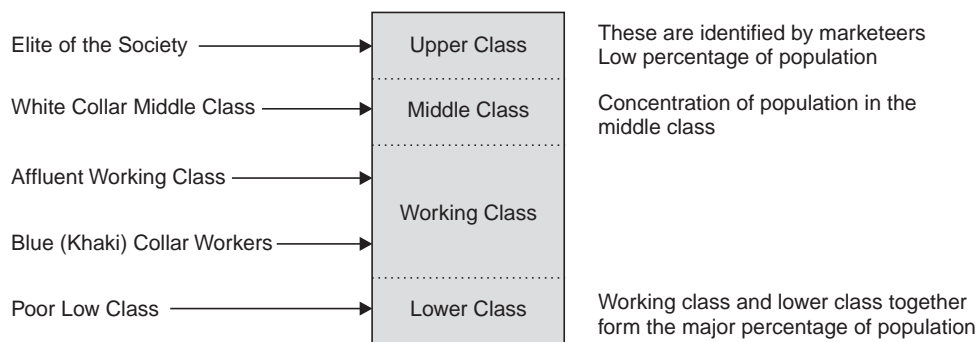 Elite of the Society
Upper Class
These are identified by marketeers
Low percentage of population
White Collar Middle Class
Middle Class
Concentration of population in the
middle class
Affluent Working Class
Working Class
Blue (Khaki) Collar Workers
Poor Low Class
Lower Class
Working class and lower class together
form the major percentage of population